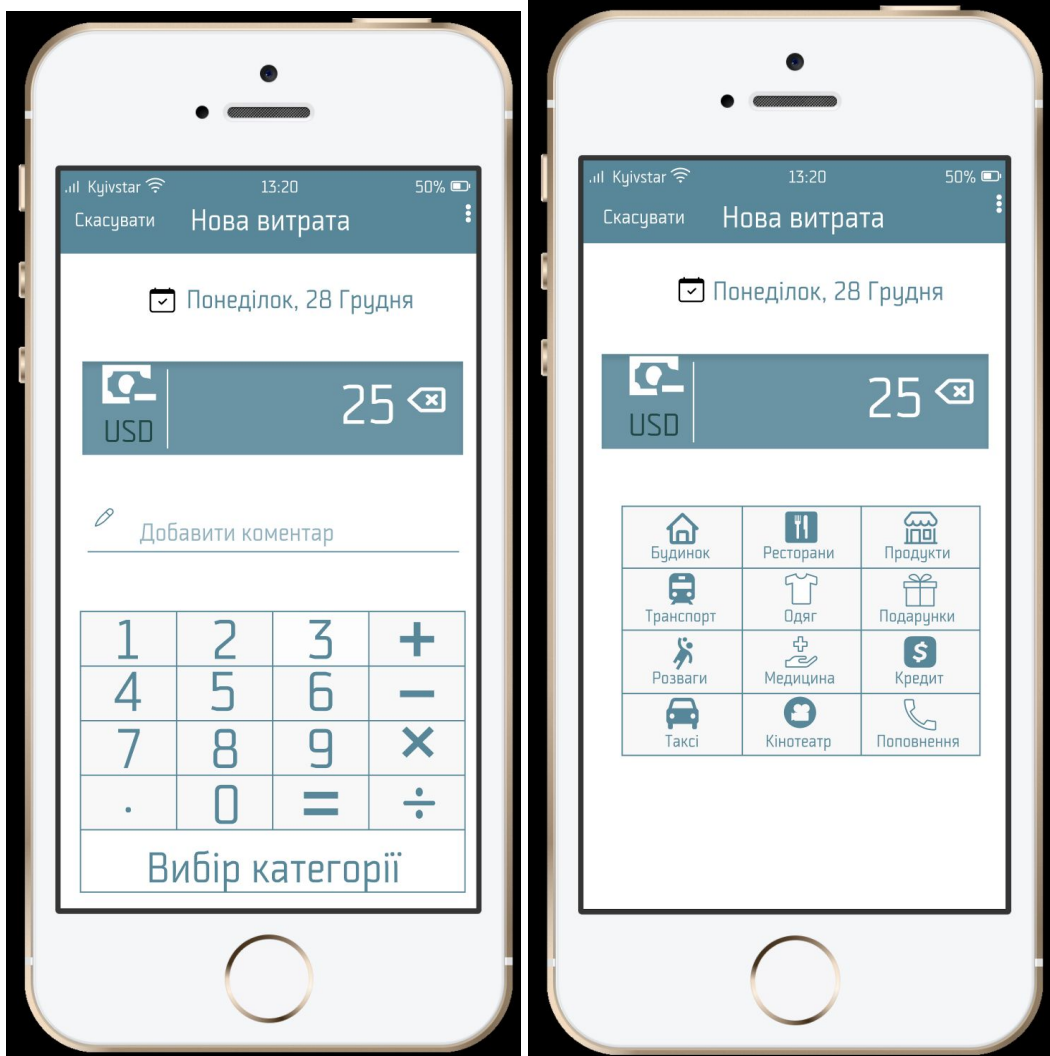 Kyivstar 13:20 50%
Скасувати Нова витрата
Понеділок, 28 Грудня
USD 25
Добавити коментар
1 2 3 +
4 5 6 −
7 8 9 ×
. 0 = ÷
Вибір категорії
Kyivstar 13:20 50%
Скасувати Нова витрата
Понеділок, 28 Грудня
USD 25
Будинок Ресторани Продукти
Транспорт Одяг Подарунки
Розваги Медицина Кредит
Таксі Кінотеатр Поповнення